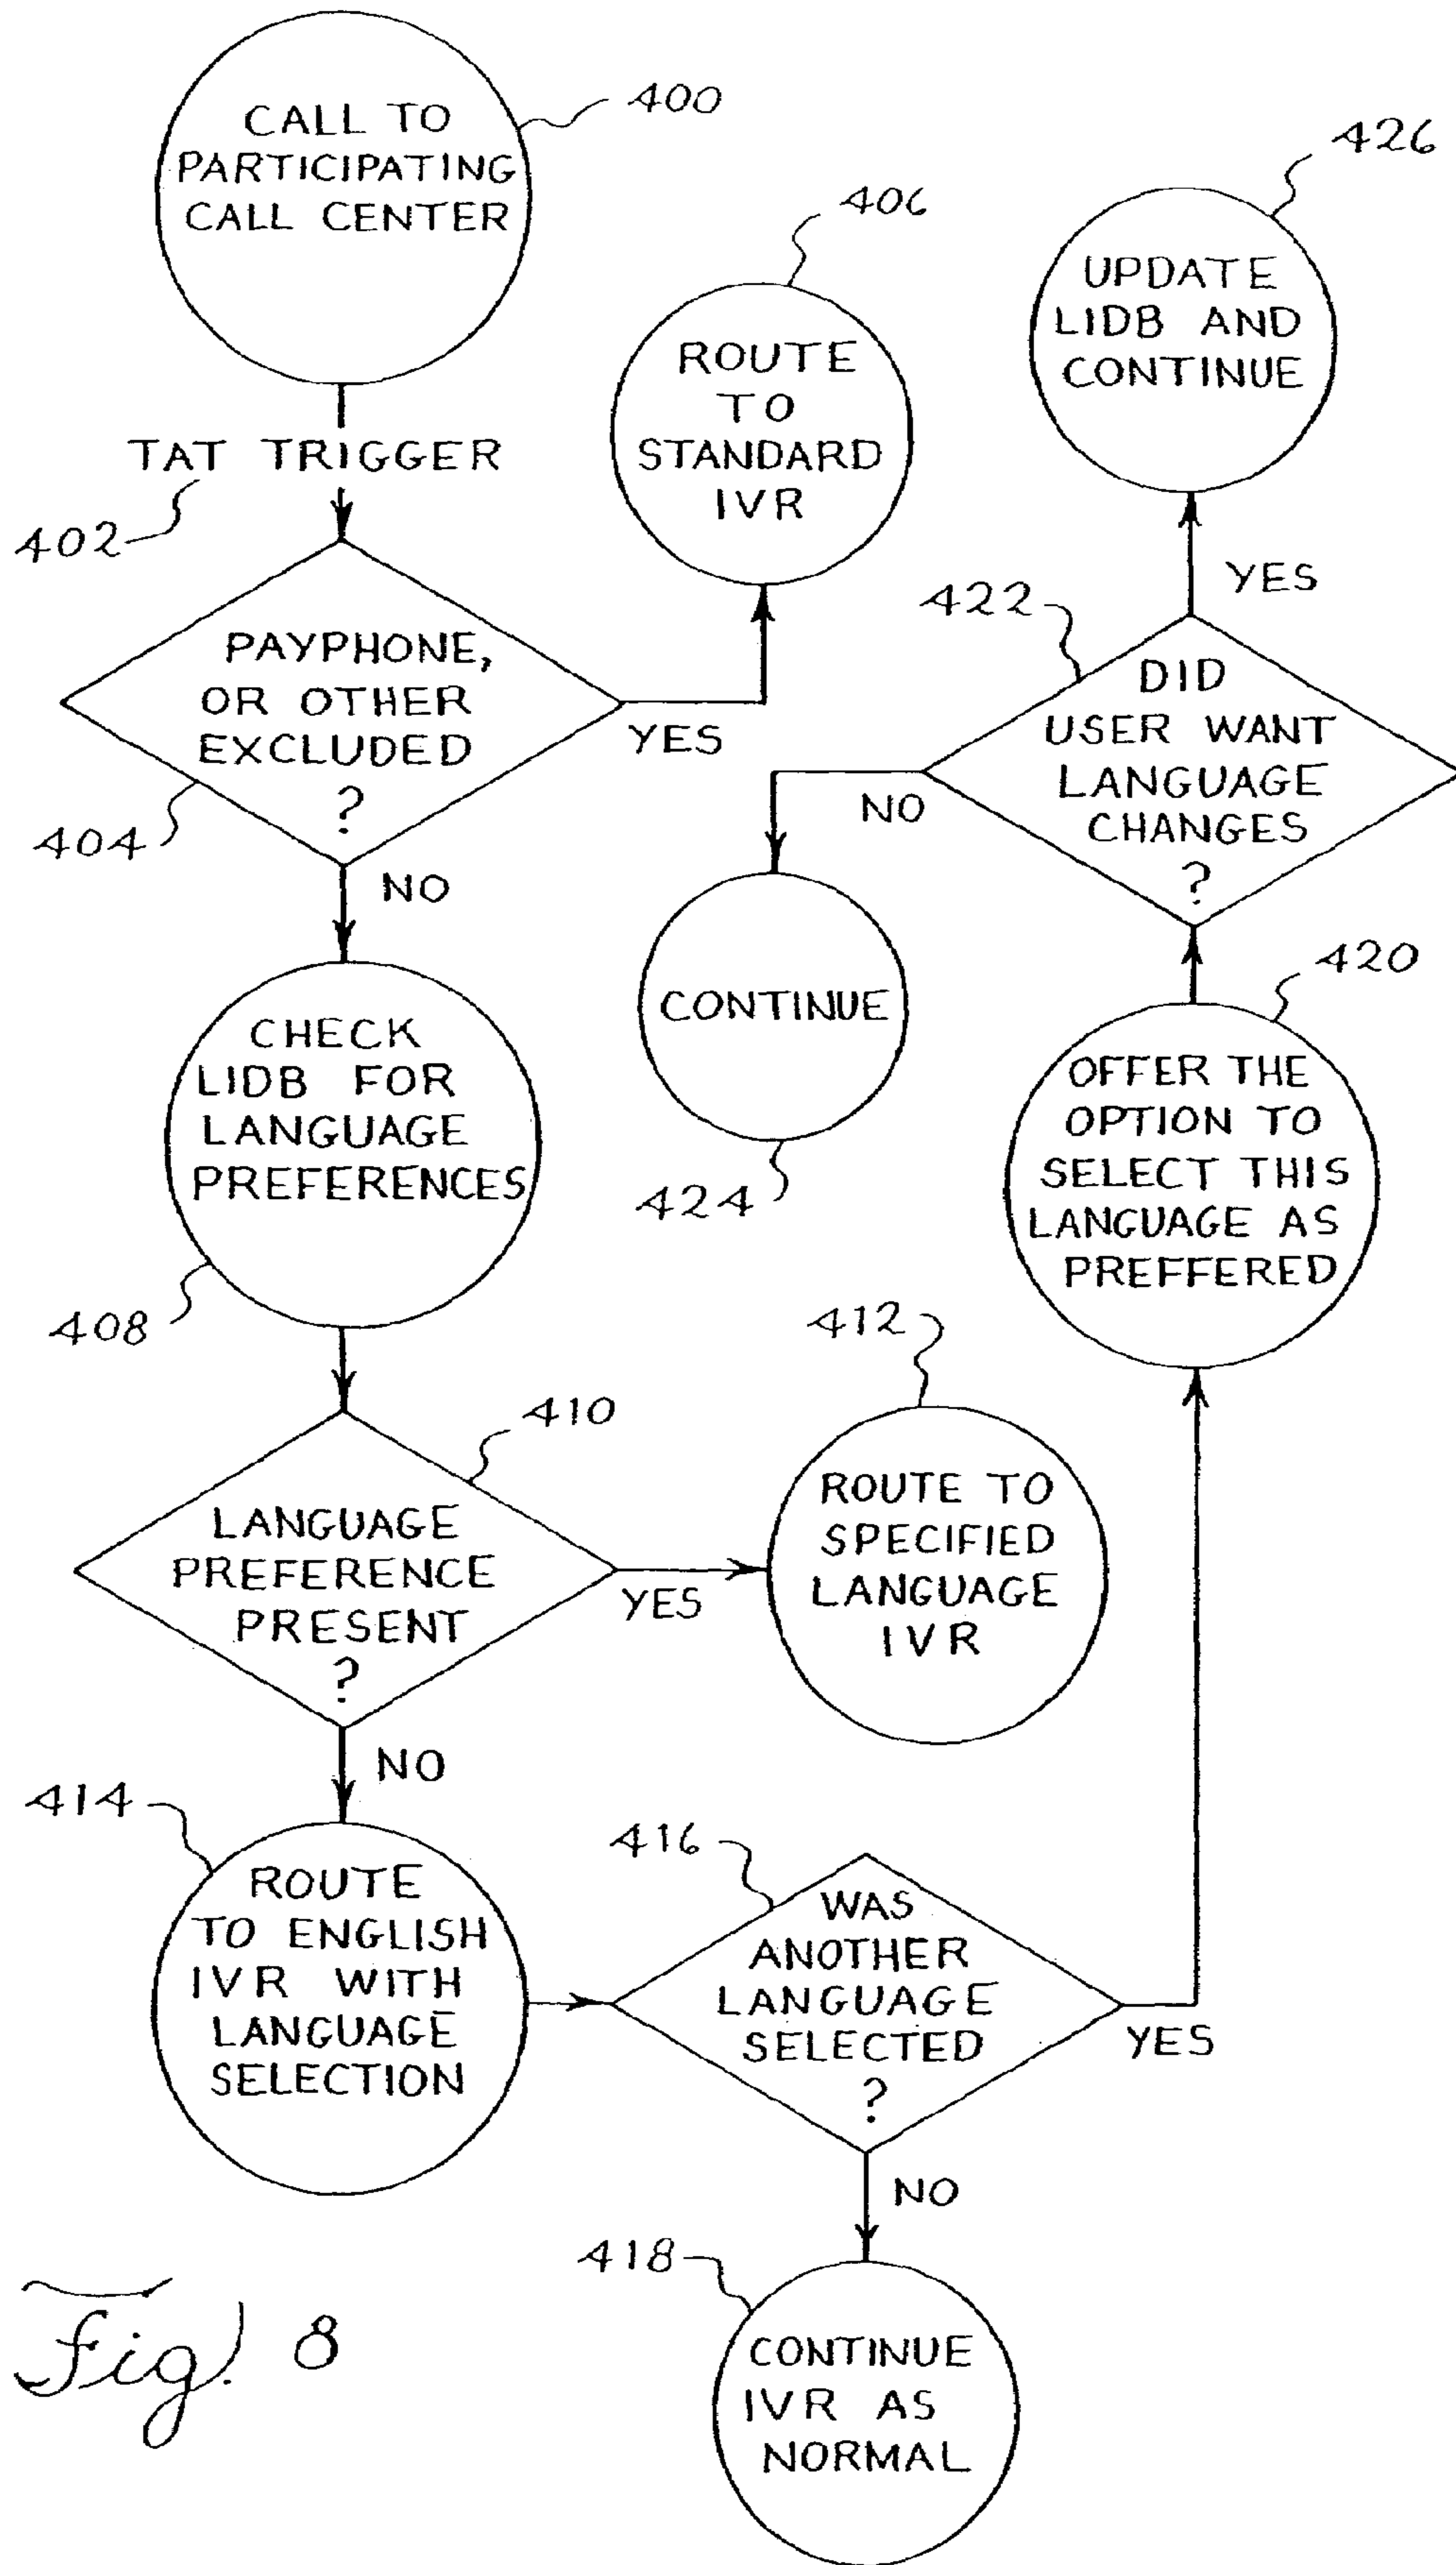 CALL TO
PARTICIPATING
CALL CENTER
400
TAT TRIGGER
402
PAYPHONE,
OR OTHER
EXCLUDED
?
404
YES
406
ROUTE
TO
STANDARD
IVR
NO
CHECK
LIDB FOR
LANGUAGE
PREFERENCES
408
LANGUAGE
PREFERENCE
PRESENT
?
410
YES
412
ROUTE TO
SPECIFIED
LANGUAGE
IVR
NO
414
ROUTE
TO ENGLISH
IVR WITH
LANGUAGE
SELECTION
416
WAS
ANOTHER
LANGUAGE
SELECTED
?
NO
418
CONTINUE
IVR AS
NORMAL
YES
420
OFFER THE
OPTION TO
SELECT THIS
LANGUAGE AS
PREFFERED
422
DID
USER WANT
LANGUAGE
CHANGES
?
NO
CONTINUE
424
YES
426
UPDATE
LIDB AND
CONTINUE
Fig. 8